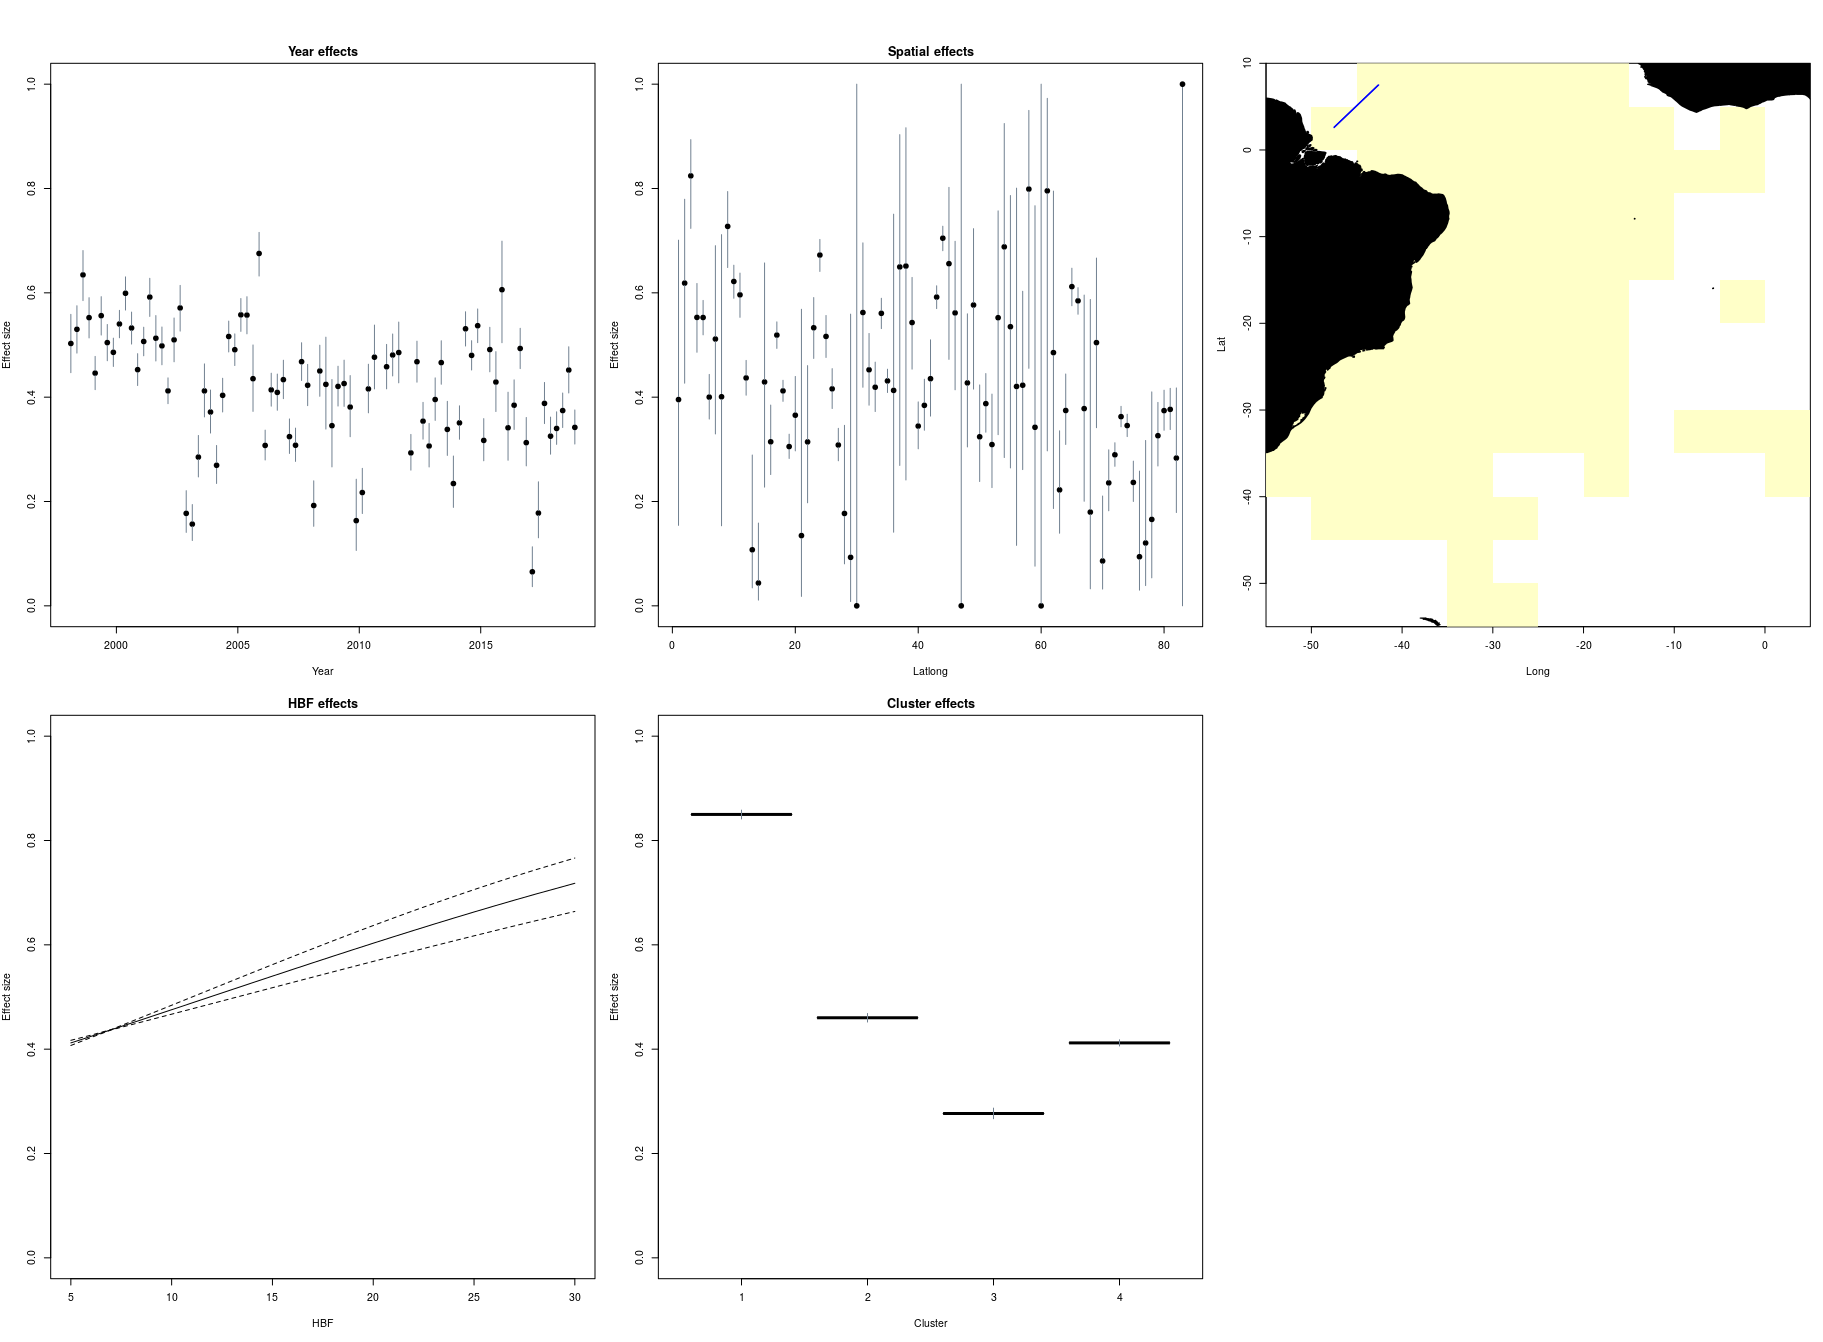 Year effects
Effect size
0.0 0.2 0.4 0.6 0.8 1.0
2000 2005 2010 2015
Year
Spatial effects
Effect size
0.0 0.2 0.4 0.6 0.8 1.0
0 20 40 60 80
Latlong
Lat
-50 -40 -30 -20 -10 0 10
-50 -40 -30 -20 -10 0
Long
HBF effects
Effect size
0.0 0.2 0.4 0.6 0.8 1.0
5 10 15 20 25 30
HBF
Cluster effects
Effect size
0.0 0.2 0.4 0.6 0.8 1.0
1 2 3 4
Cluster